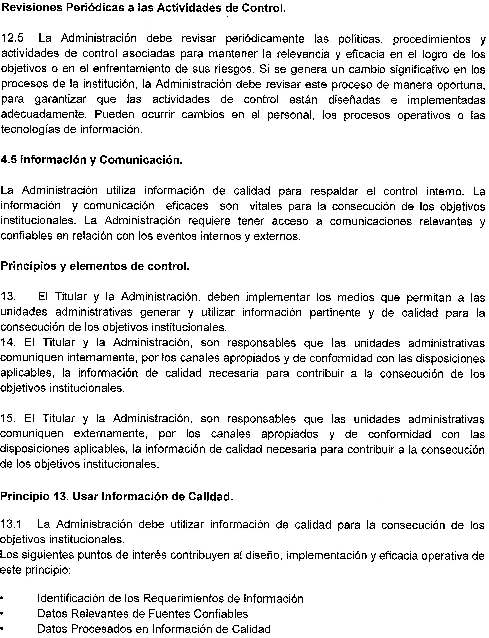 Revisiones Periódicas a las Actividades de Control.
12.5 La Administración debe revisar periódicamente las políticas, procedimientos y
actividades de control asociadas para mantener la relevancia y eficacia en el logro de los
objetivos o en el enfrentamiento de sus riesgos. Si se genera un cambio significativo en los
procesos de la institución, la Administración debe revisar este proceso de manera oportuna,
para garantizar que las actividades de control están diseñadas e implementadas
adecuadamente. Pueden ocurrir cambios en el personal, los procesos operativos o las
tecnologías de información.
4.5 Información y Comunicación.
La Administración utiliza información de calidad para respaldar el control interno. La
información y comunicación eficaces son vitales para la consecución de los objetivos
institucionales. La Administración requiere tener acceso a comunicaciones relevantes y
confiables en relación con los eventos internos y externos.
Principios y elementos de control.
13. El Titular y la Administración, deben implementar los medios que permitan a las
unidades administrativas generar y utilizar información pertinente y de calidad para la
consecución de los objetivos institucionales.
14. El Titular y la Administración, son responsables que las unidades administrativas
comuniquen internamente, por los canales apropiados y de conformidad con las disposiciones
aplicables, la información de calidad necesaria para contribuir a la consecución de los
objetivos institucionales.
15. El Titular y la Administración, son responsables que las unidades administrativas
comuniquen externamente, por los canales apropiados y de conformidad con las
disposiciones aplicables, la información de calidad necesaria para contribuir a la consecución
de los objetivos institucionales.
Principio 13. Usar Información de Calidad.
13.1 La Administración debe utilizar información de calidad para la consecución de los
objetivos institucionales.
Los siguientes puntos de interés contribuyen al diseño, implementación y eficacia operativa de
este principio:
• Identificación de los Requerimientos de Información
• Datos Relevantes de Fuentes Confiables
• Datos Procesados en Información de Calidad